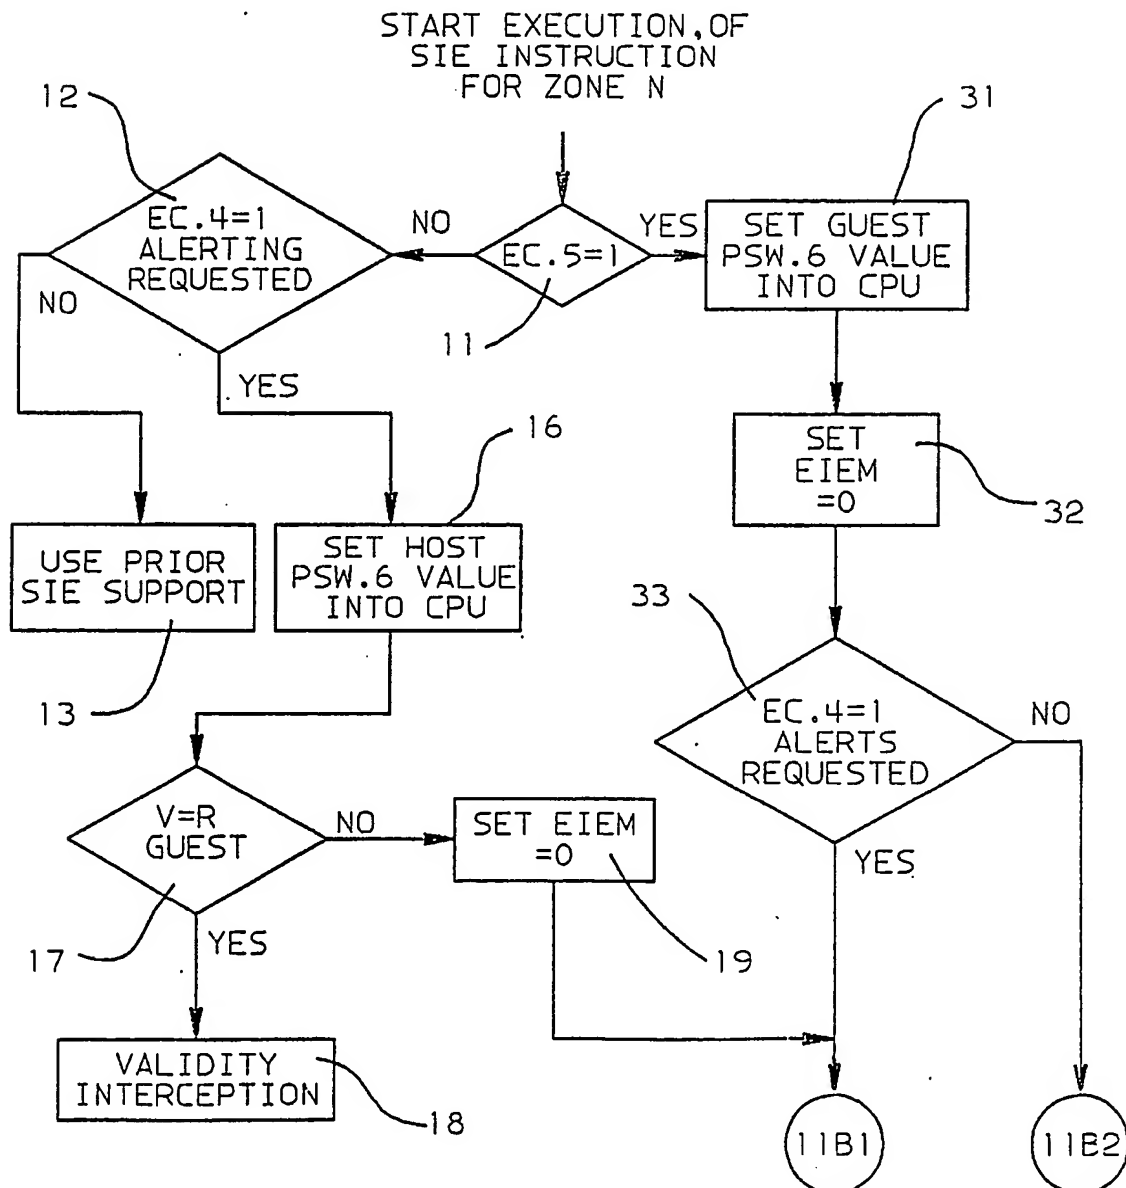 START EXECUTION,OF
SIE INSTRUCTION
FOR ZONE N
12
31
EC.4=1
ALERTING
REQUESTED
NO
EC.5=1
YES
SET GUEST
PSW.6 VALUE
INTO CPU
NO
11
YES
16
SET
EIEM
=0
32
USE PRIOR
SIE SUPPORT
SET HOST
PSW.6 VALUE
INTO CPU
33
13
EC.4=1
ALERTS
REQUESTED
NO
V=R
GUEST
NO
SET EIEM
=0
YES
17
YES
19
VALIDITY
INTERCEPTION
18
11B1
11B2